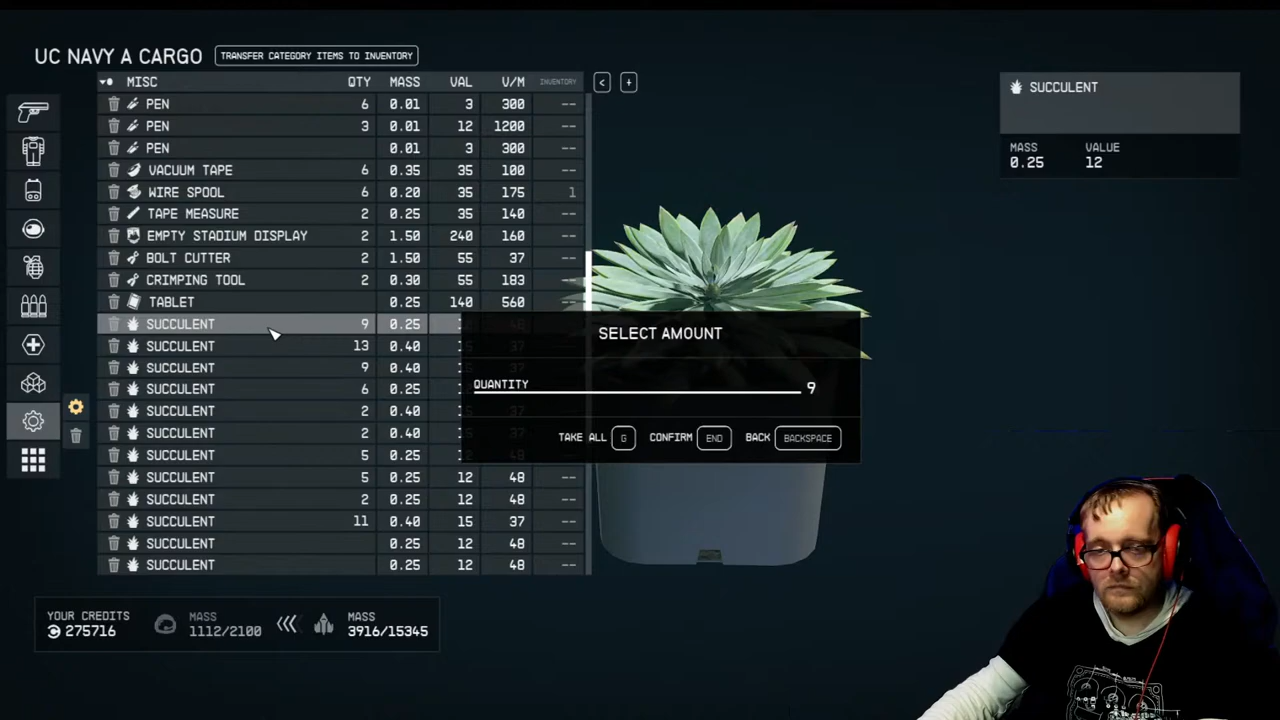 UC NAVY A CARGO TRANSFER CATEGORY ITEMS TO INVENTORY
MISC QTY MASS VAL V/M INVENTORY < +
PEN 6 0.01 3 300 --
PEN 3 0.01 12 1200 --
PEN 0.01 3 300 --
VACUUM TAPE 6 0.35 35 100 --
WIRE SPOOL 6 0.20 35 175 1
TAPE MEASURE 2 0.25 35 140 --
EMPTY STADIUM DISPLAY 2 1.50 240 160 --
BOLT CUTTER 2 1.50 55 37 --
CRIMPING TOOL 2 0.30 55 183 --
TABLET 0.25 140 560 --
SUCCULENT 9 0.25
SUCCULENT 13 0.40
SUCCULENT 9 0.40
SUCCULENT 6 0.25
SUCCULENT 2 0.40
SUCCULENT 2 0.40
SUCCULENT 5 0.25
SUCCULENT 5 0.25 12 48 --
SUCCULENT 2 0.25 12 48 --
SUCCULENT 11 0.40 15 37 --
SUCCULENT 0.25 12 48 --
SUCCULENT 0.25 12 48 --
SELECT AMOUNT
QUANTITY 9
TAKE ALL G CONFIRM END BACK BACKSPACE
SUCCULENT
MASS VALUE
0.25 12
YOUR CREDITS MASS MASS
275716 1112/2100 3916/15345